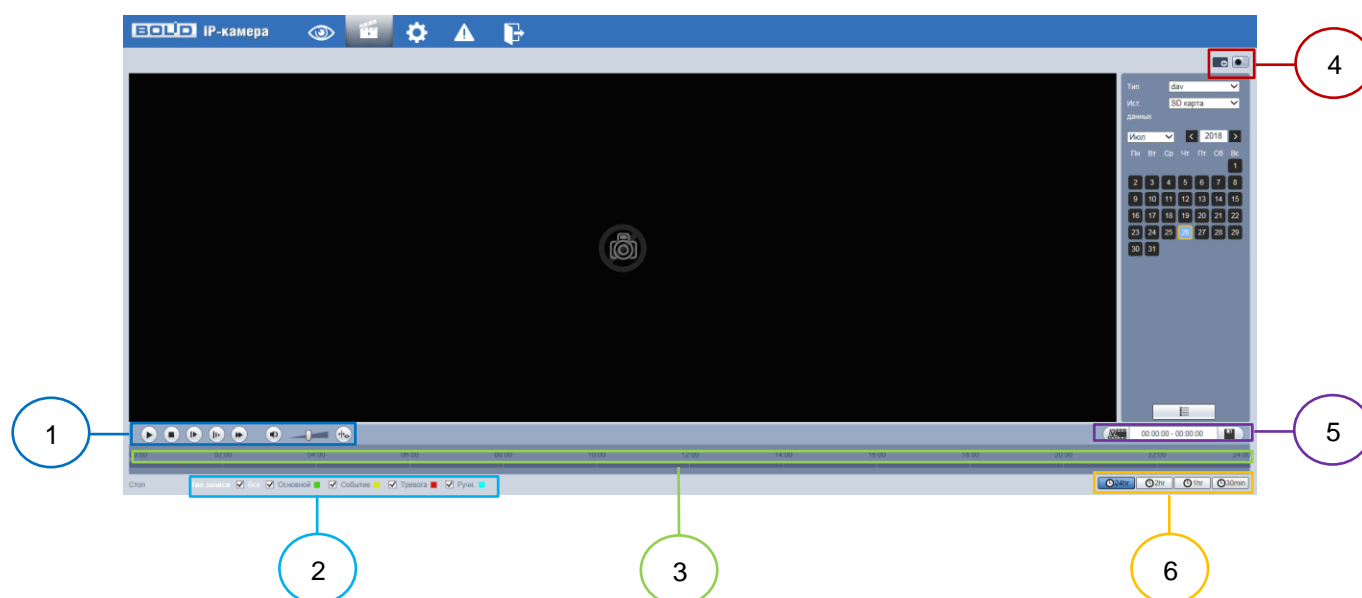 BOLID IP-камера
4
Тип dav
Ист. данных SD карта
Июл 2018
Пн Вт Ср Чт Пт Сб Вс
1
2 3 4 5 6 7 8
9 10 11 12 13 14 15
16 17 18 19 20 21 22
23 24 25 26 27 28 29
30 31
1
00:00:00 - 00:00:00
5
02:00 04:00 06:00 08:00 10:00 12:00 14:00 16:00 18:00 20:00 22:00 24:00
Стоп Тип записи Все Основной Событие Тревога Ручн.
24hr 2hr 1hr 30min
2
3
6